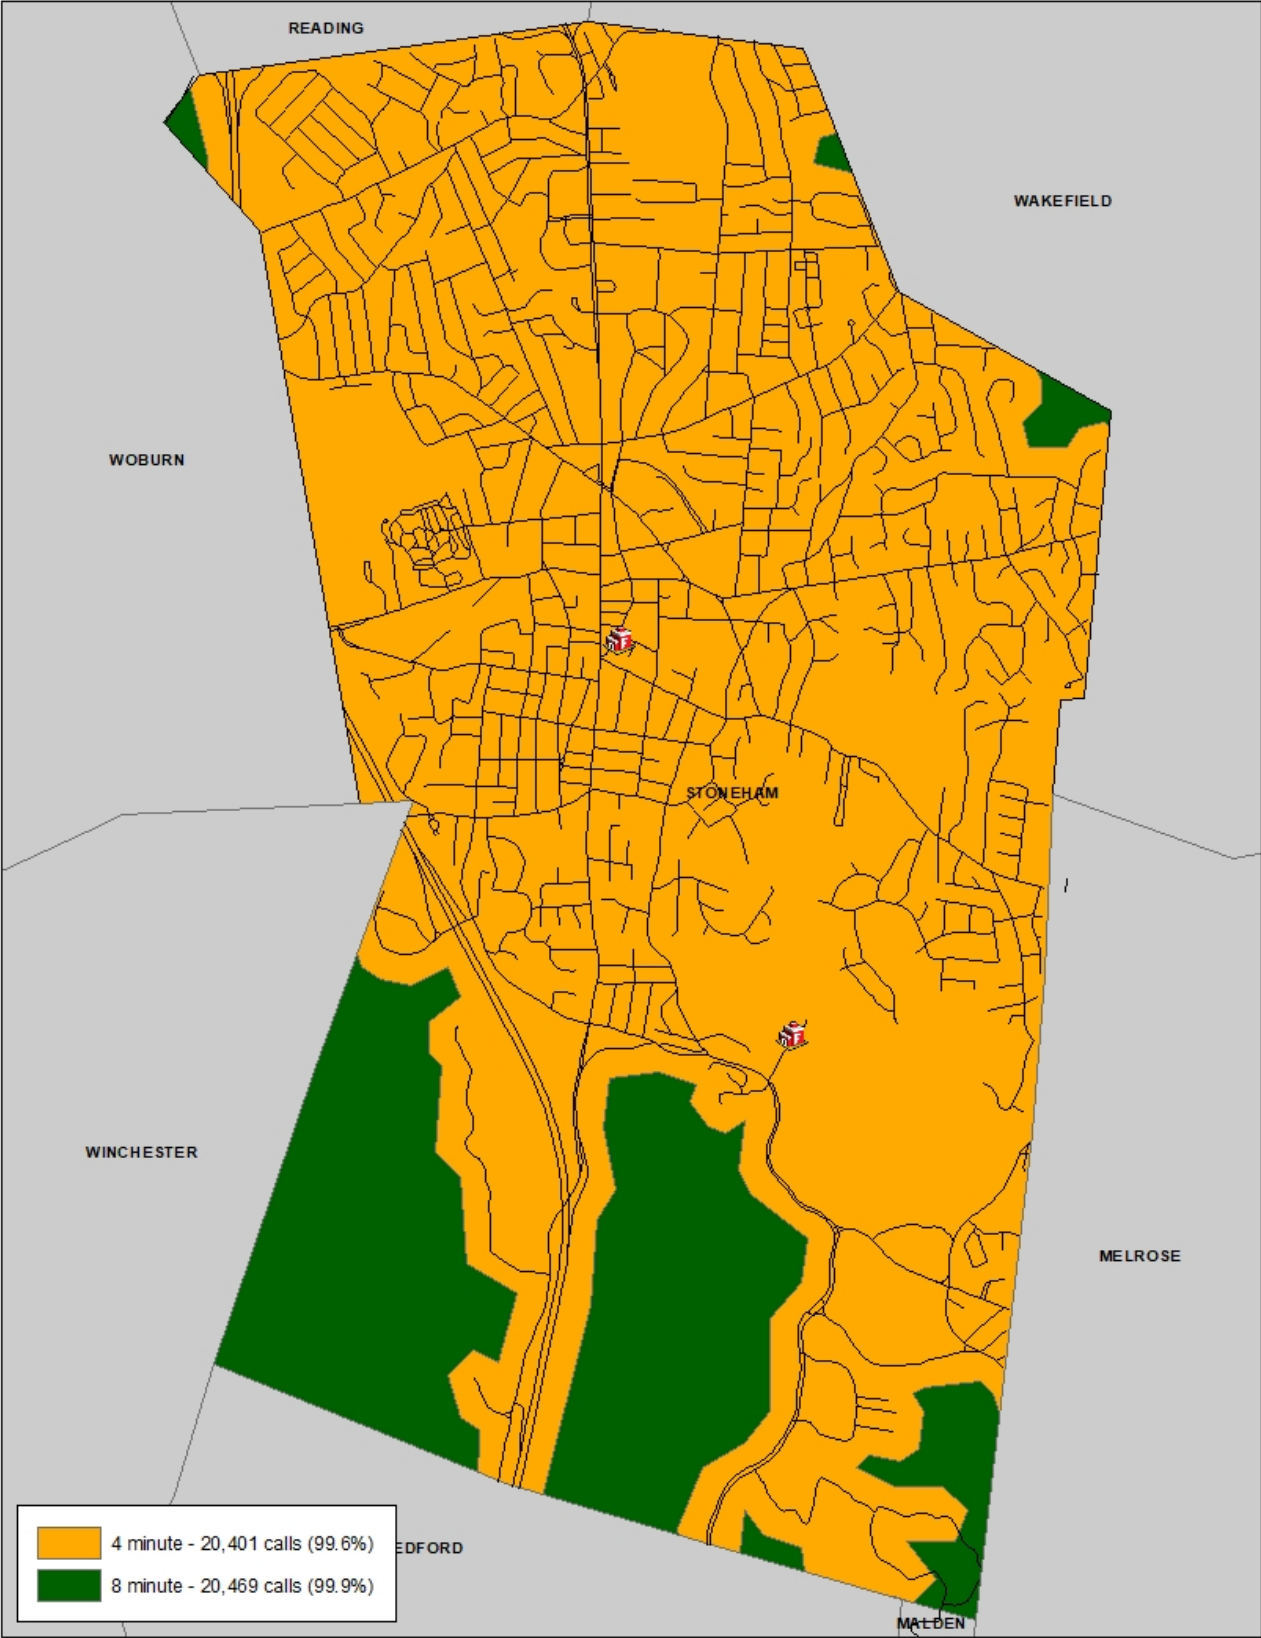 READING
WAKEFIELD
WOBURN
STONEHAM
WINCHESTER
MELROSE
4 minute - 20,401 calls (99.6%)
EDFORD
8 minute - 20,469 calls (99.9%)
MALDEN